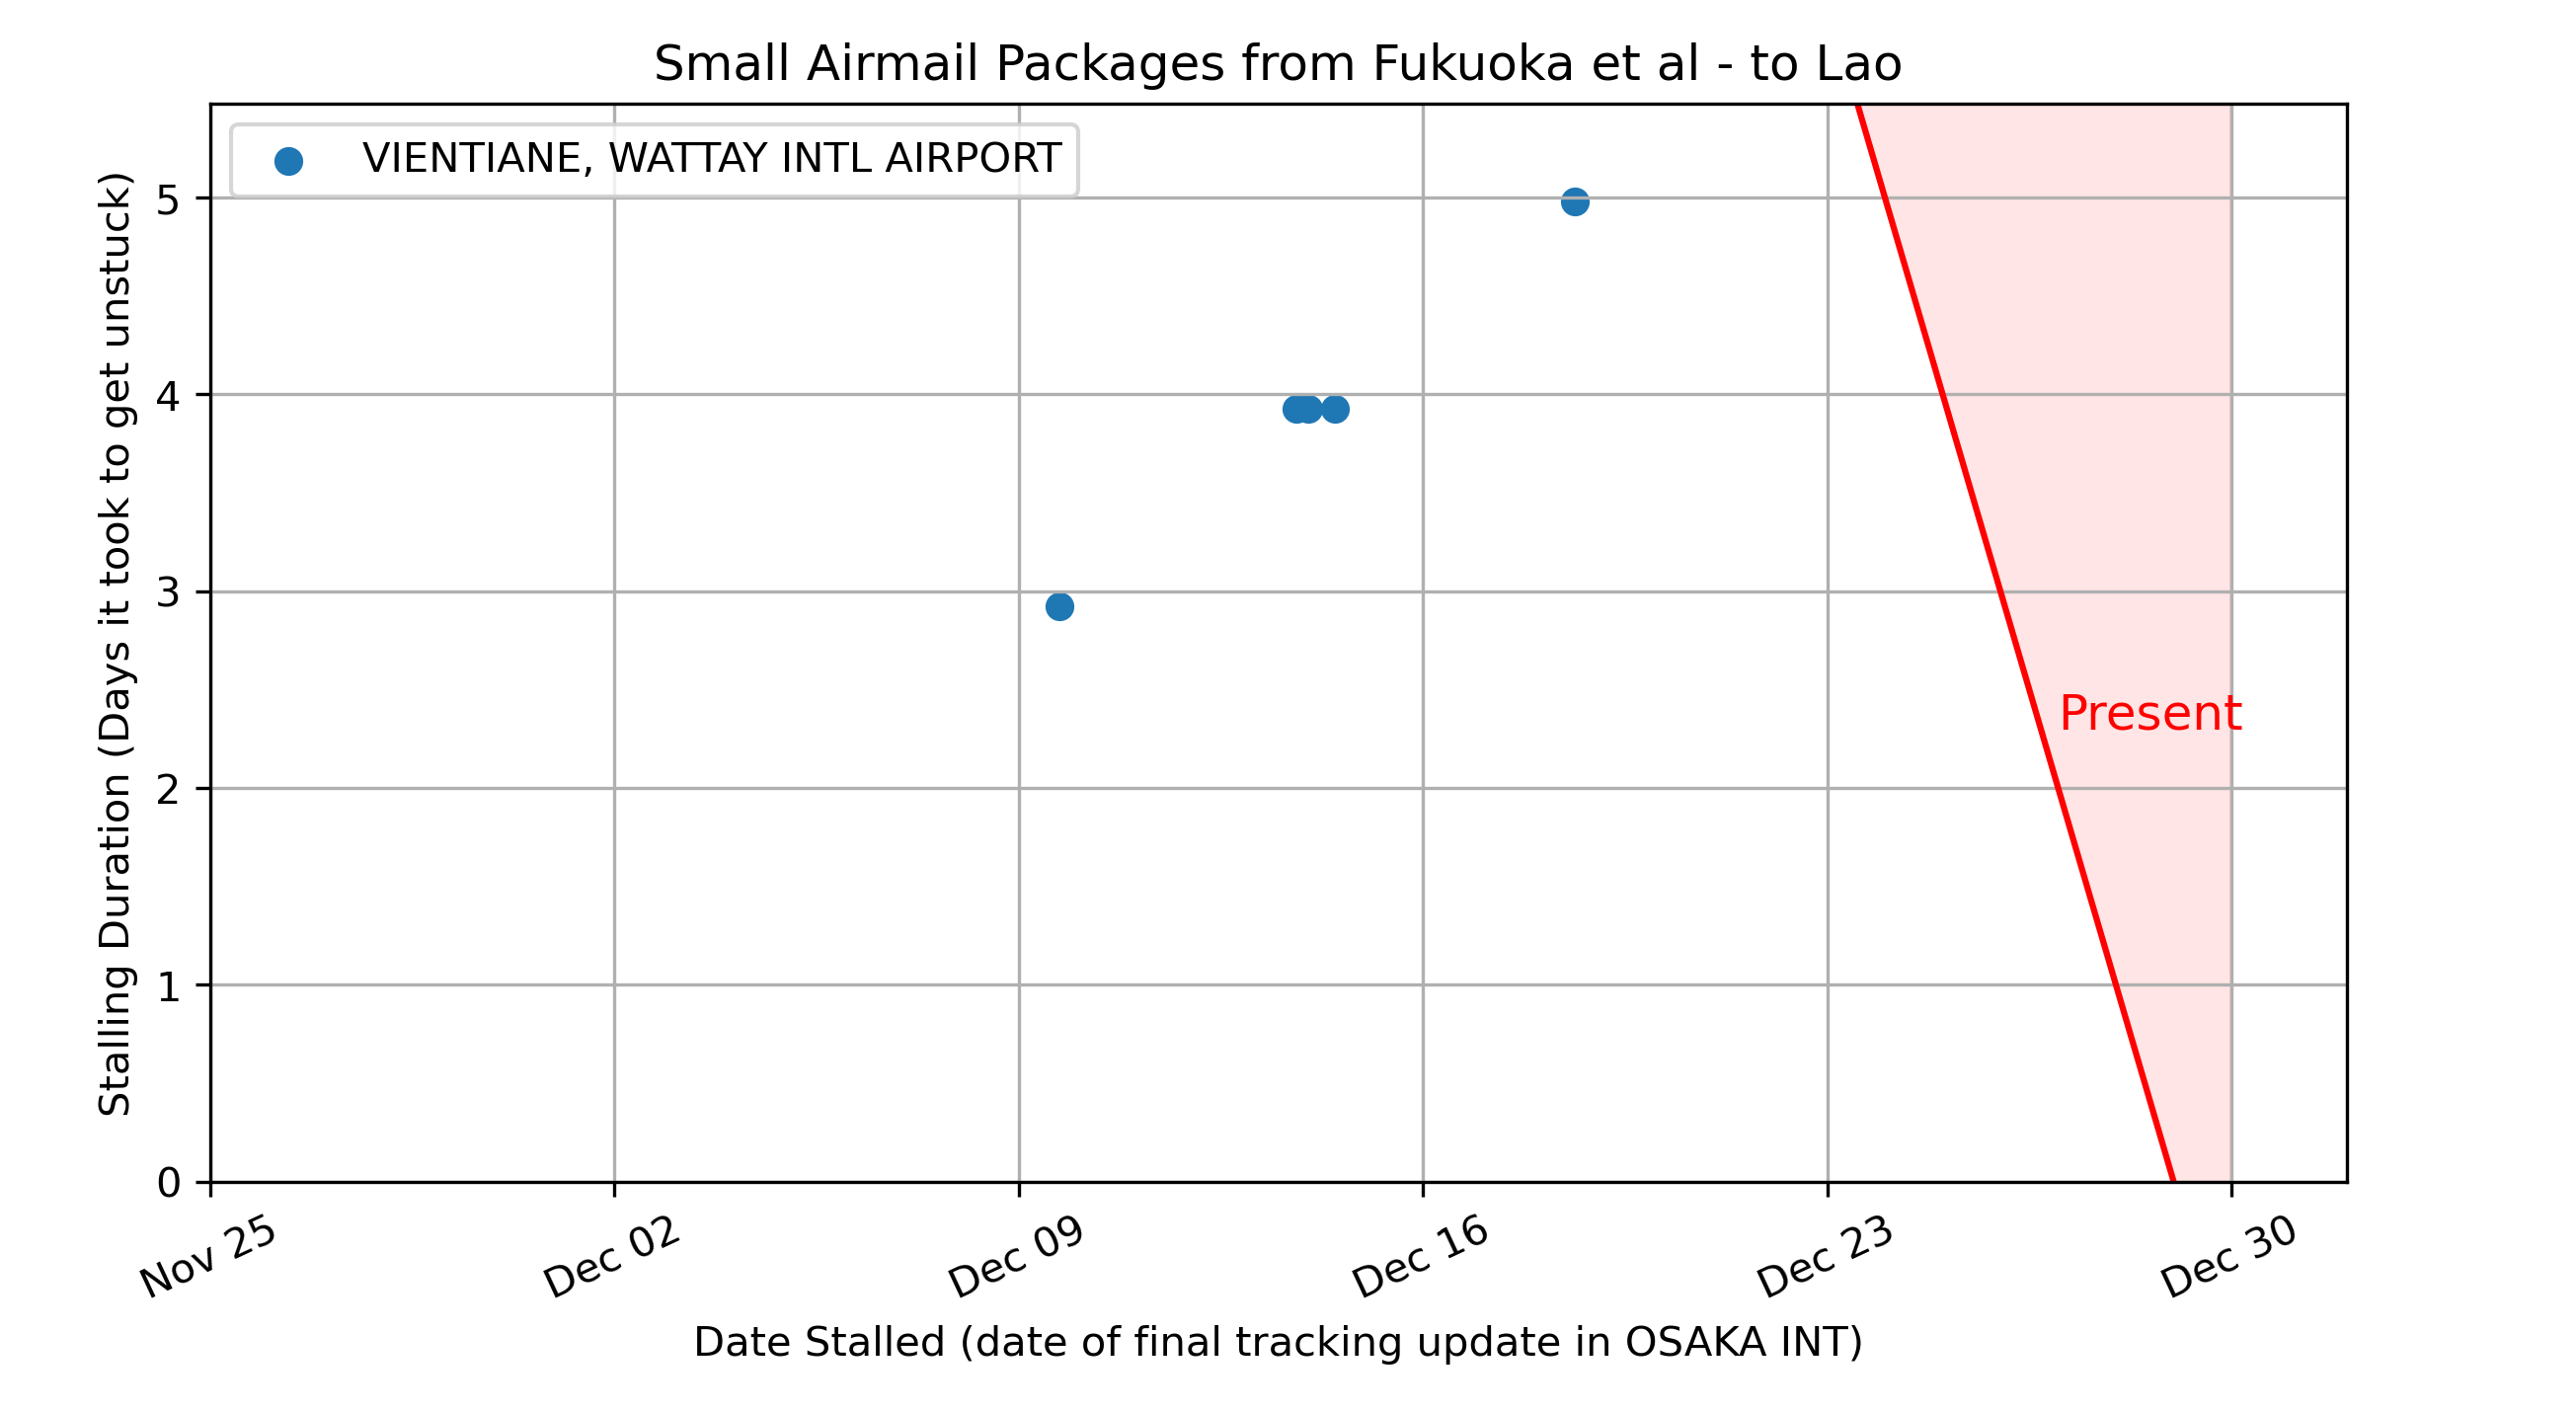 Small Airmail Packages from Fukuoka et al - to Lao
VIENTIANE, WATTAY INTL AIRPORT
Stalling Duration (Days it took to get unstuck)
5
4
3
2
1
0
Present
Nov 25
Dec 02
Dec 09
Dec 16
Dec 23
Dec 30
Date Stalled (date of final tracking update in OSAKA INT)